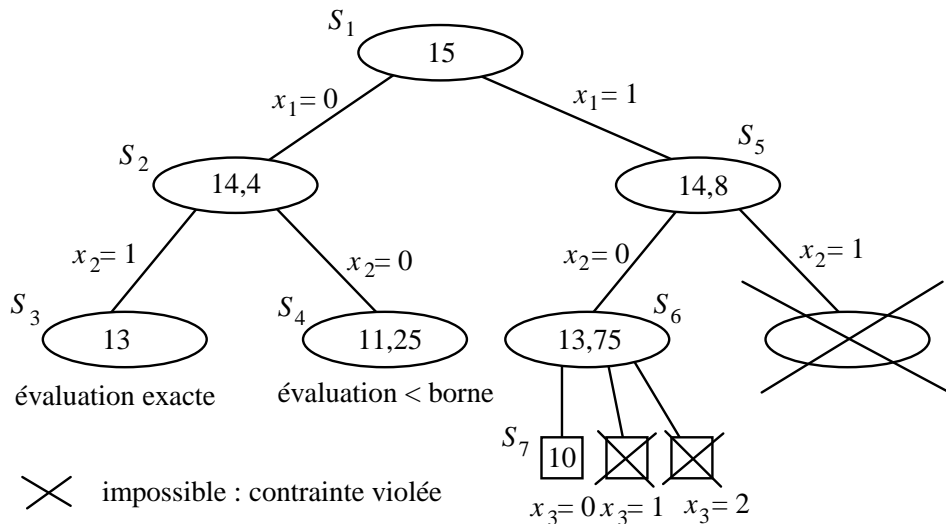 S1
15
x1= 0
x1= 1
S2
14,4
S5
14,8
x2= 1
x2= 0
x2= 0
x2= 1
S3
13
S4
11,25
S6
13,75
évaluation exacte
évaluation < borne
S7
10
x3= 0 x3= 1 x3= 2
impossible : contrainte violée